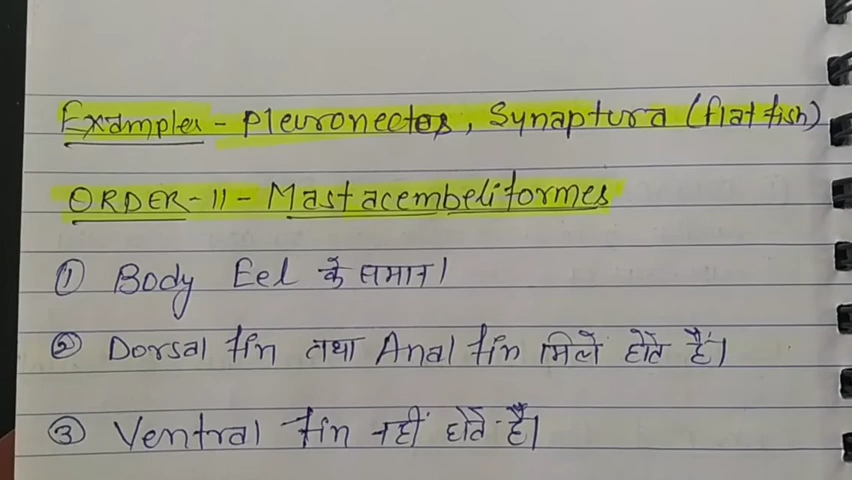 Examples - Pleuronectes, Synaptura (flat fish)
ORDER-11 - Mastacembeliformes
① Body Eel के समान।
② Dorsal fin तथा Anal fin मिले होते हैं।
③ Ventral fin नहीं होते हैं।